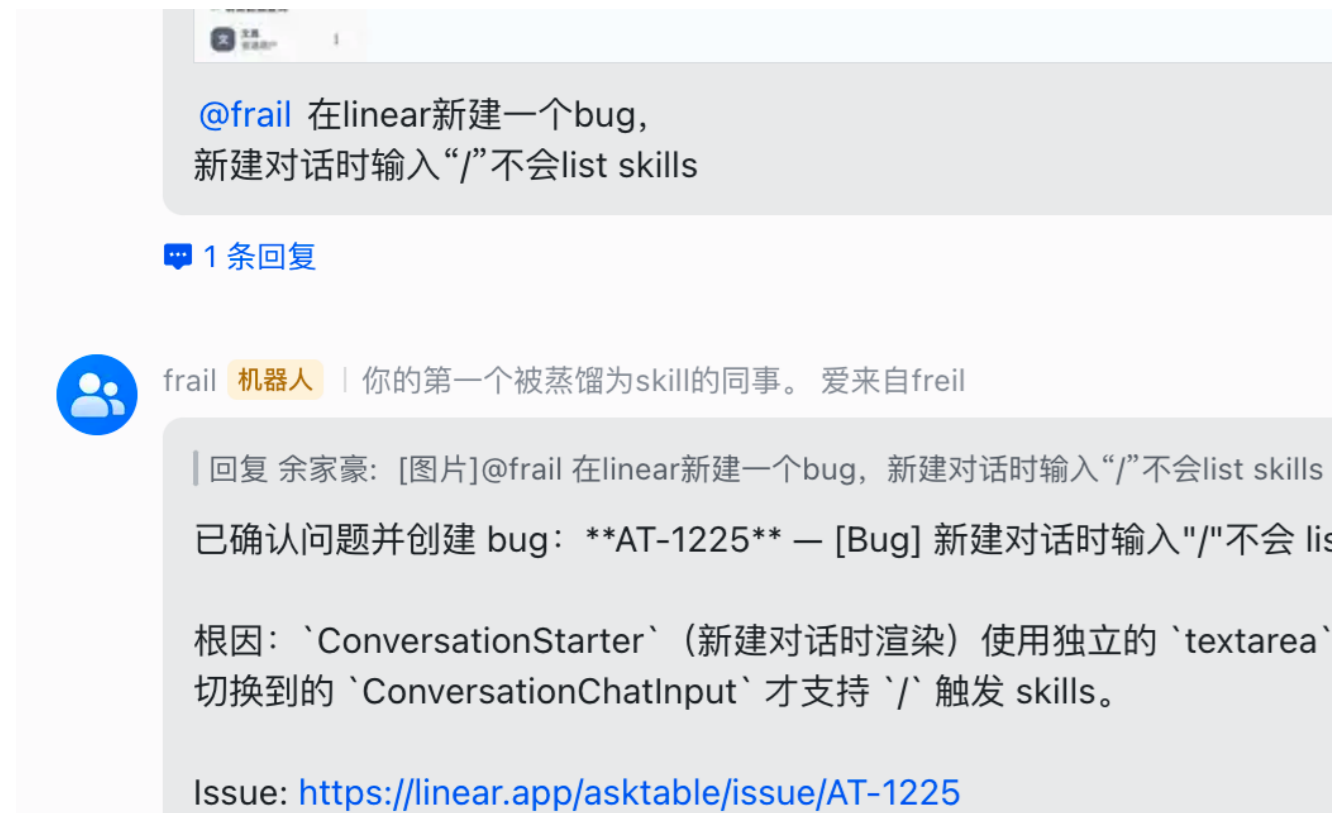 文
@frail 在linear新建一个bug，
新建对话时输入“/”不会list skills
1 条回复
frail 机器人 | 你的第一个被蒸馏为skill的同事。 爱来自freil
回复 余家豪: [图片]@frail 在linear新建一个bug，新建对话时输入“/”不会list skills
已确认问题并创建 bug：**AT-1225** — [Bug] 新建对话时输入"/"不会 lis
根因：`ConversationStarter`（新建对话时渲染）使用独立的 `textarea`
切换到的 `ConversationChatInput` 才支持 `/` 触发 skills。
Issue: https://linear.app/asktable/issue/AT-1225